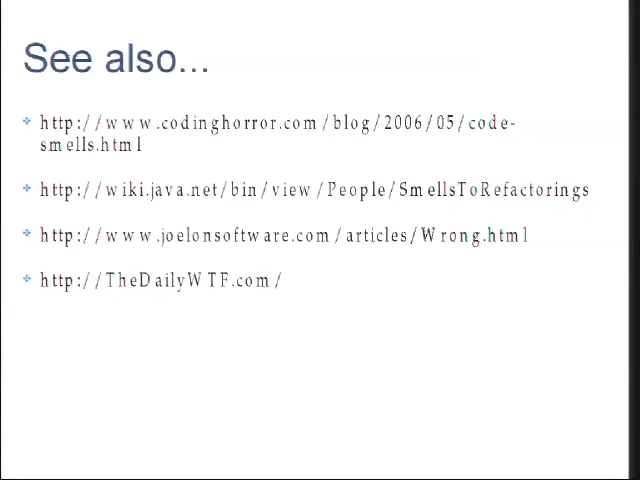 See also...
http://www.codinghorror.com/blog/2006/05/code-
smells.html
http://wiki.java.net/bin/view/People/SmellsToRefactorings
http://www.joelonsoftware.com/articles/Wrong.html
http://TheDailyWTF.com/